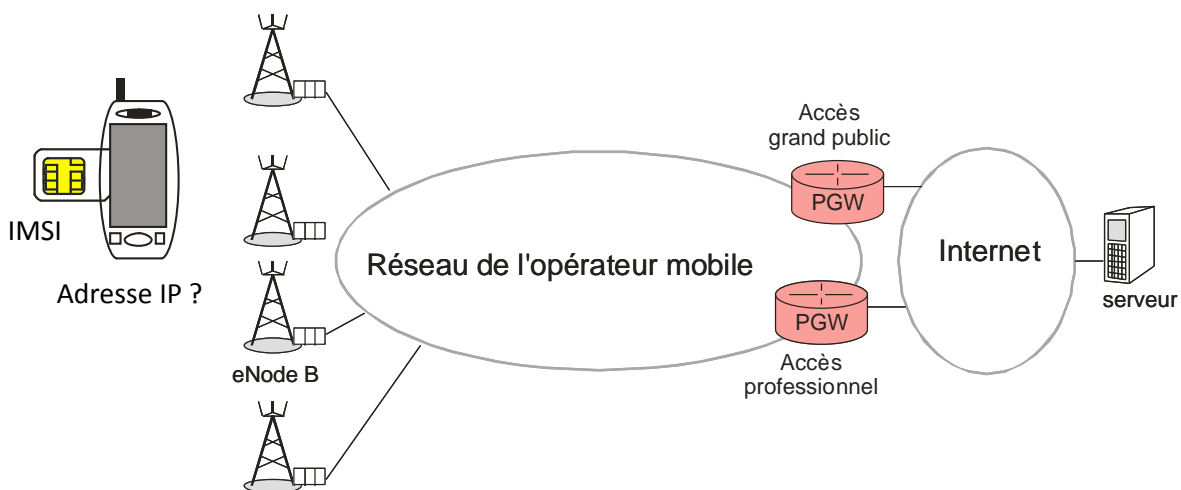 IMSI
Adresse IP ?
eNode B
Réseau de l'opérateur mobile
Accès
grand public
PGW
PGW
Accès
professionnel
Internet
serveur